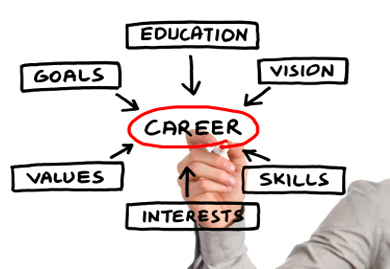 EDUCATION
GOALS
VISION
CAREER
VALUES
SKILLS
INTERESTS